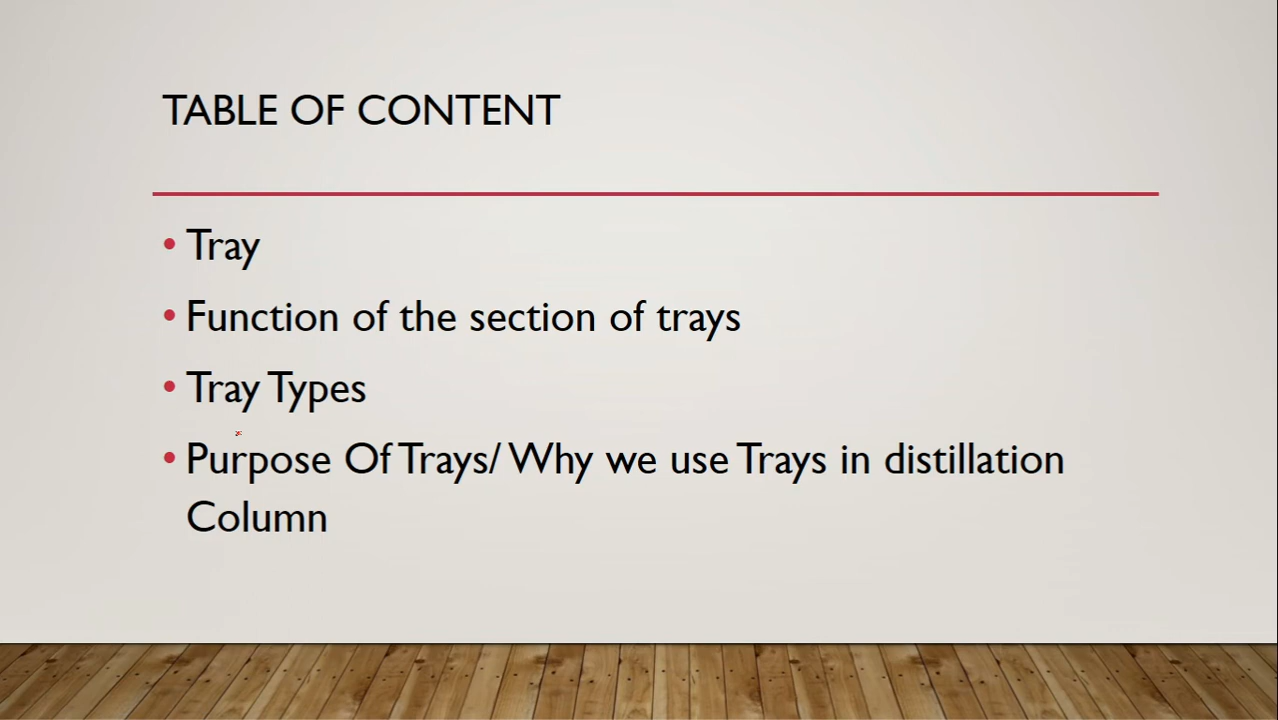 TABLE OF CONTENT
• Tray
• Function of the section of trays
• Tray Types
• Purpose Of Trays/ Why we use Trays in distillation
Column